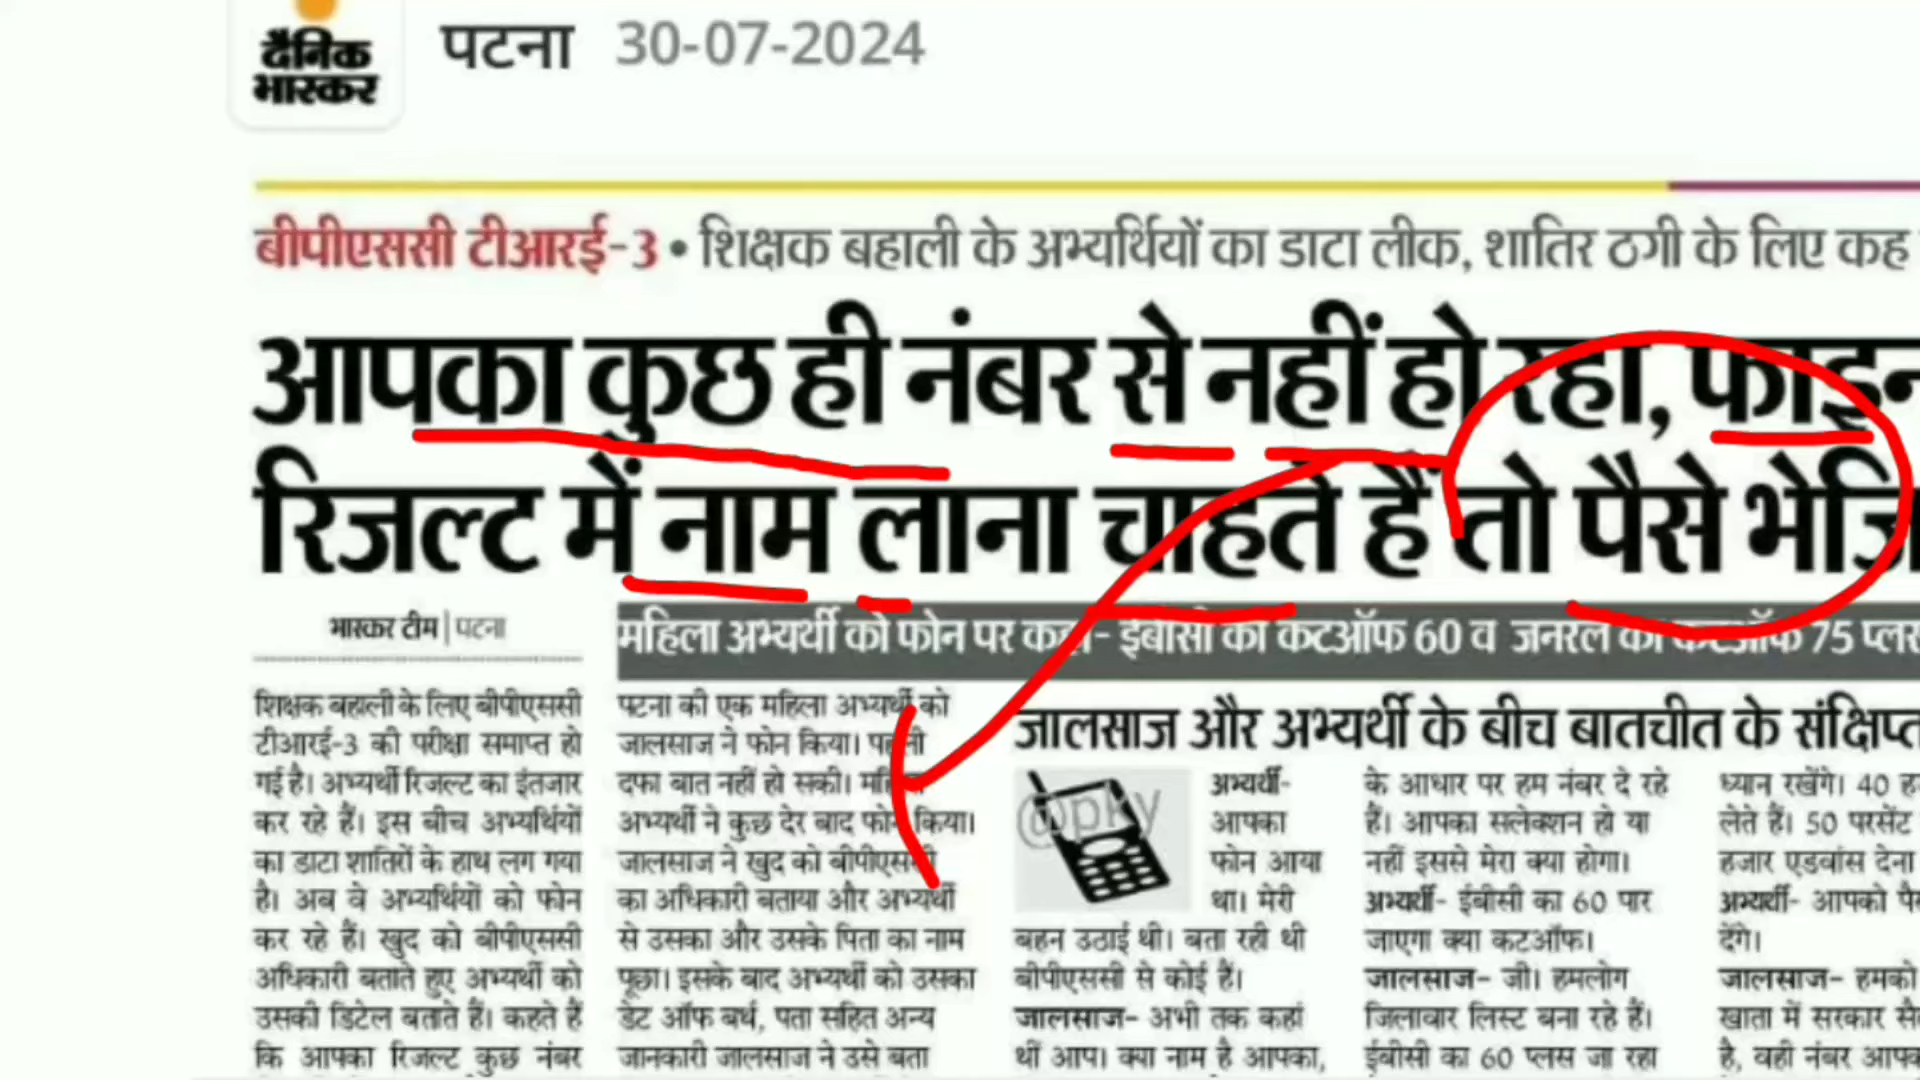 दैनिक
भास्कर
पटना 30-07-2024
बीपीएससी टीआरई-3 • शिक्षक बहाली के अभ्यर्थियों का डाटा लीक, शातिर ठगी के लिए कह
आपका कुछ ही नंबर से नहीं हो रहा, फाइन
रिजल्ट में नाम लाना चाहते हैं तो पैसे भेजि
भास्कर टीम | पटना
शिक्षक बहाली के लिए बीपीएससी
टीआरई-3 की परीक्षा समाप्त हो
गई है। अभ्यर्थी रिजल्ट का इंतजार
कर रहे हैं। इस बीच अभ्यर्थियों
का डाटा शातिरों के हाथ लग गया
है। अब वे अभ्यर्थियों को फोन
कर रहे हैं। खुद को बीपीएससी
अधिकारी बताते हुए अभ्यर्थी को
उसकी डिटेल बताते हैं। कहते हैं
कि आपका रिजल्ट कुछ नंबर
महिला अभ्यर्थी को फोन पर कहा- ईबीसी का कटऑफ 60 व जनरल का कटऑफ 75 प्लस
पटना की एक महिला अभ्यर्थी को
जालसाज ने फोन किया। पहली
दफा बात नहीं हो सकी। महिला
अभ्यर्थी ने कुछ देर बाद फोन किया।
जालसाज ने खुद को बीपीएससी
का अधिकारी बताया और अभ्यर्थी
से उसका और उसके पिता का नाम
पूछा। इसके बाद अभ्यर्थी को उसका
डेट ऑफ बर्थ, पता सहित अन्य
जानकारी जालसाज ने उसे बता
जालसाज और अभ्यर्थी के बीच बातचीत के संक्षिप्त
@pky
अभ्यर्थी-
आपका
फोन आया
था। मेरी
बहन उठाई थी। बता रही थी
बीपीएससी से कोई हैं।
जालसाज- अभी तक कहां
थीं आप। क्या नाम है आपका,
के आधार पर हम नंबर दे रहे
हैं। आपका सलेक्शन हो या
नहीं इससे मेरा क्या होगा।
अभ्यर्थी- ईबीसी का 60 पार
जाएगा क्या कटऑफ।
जालसाज- जी। हमलोग
जिलावार लिस्ट बना रहे हैं।
ईबीसी का 60 प्लस जा रहा
ध्यान रखेंगे। 40 ह
लेते हैं। 50 परसेंट
हजार एडवांस देना
अभ्यर्थी- आपको पै
देंगे।
जालसाज- हमको
खाता में सरकार सै
है, वही नंबर आपक